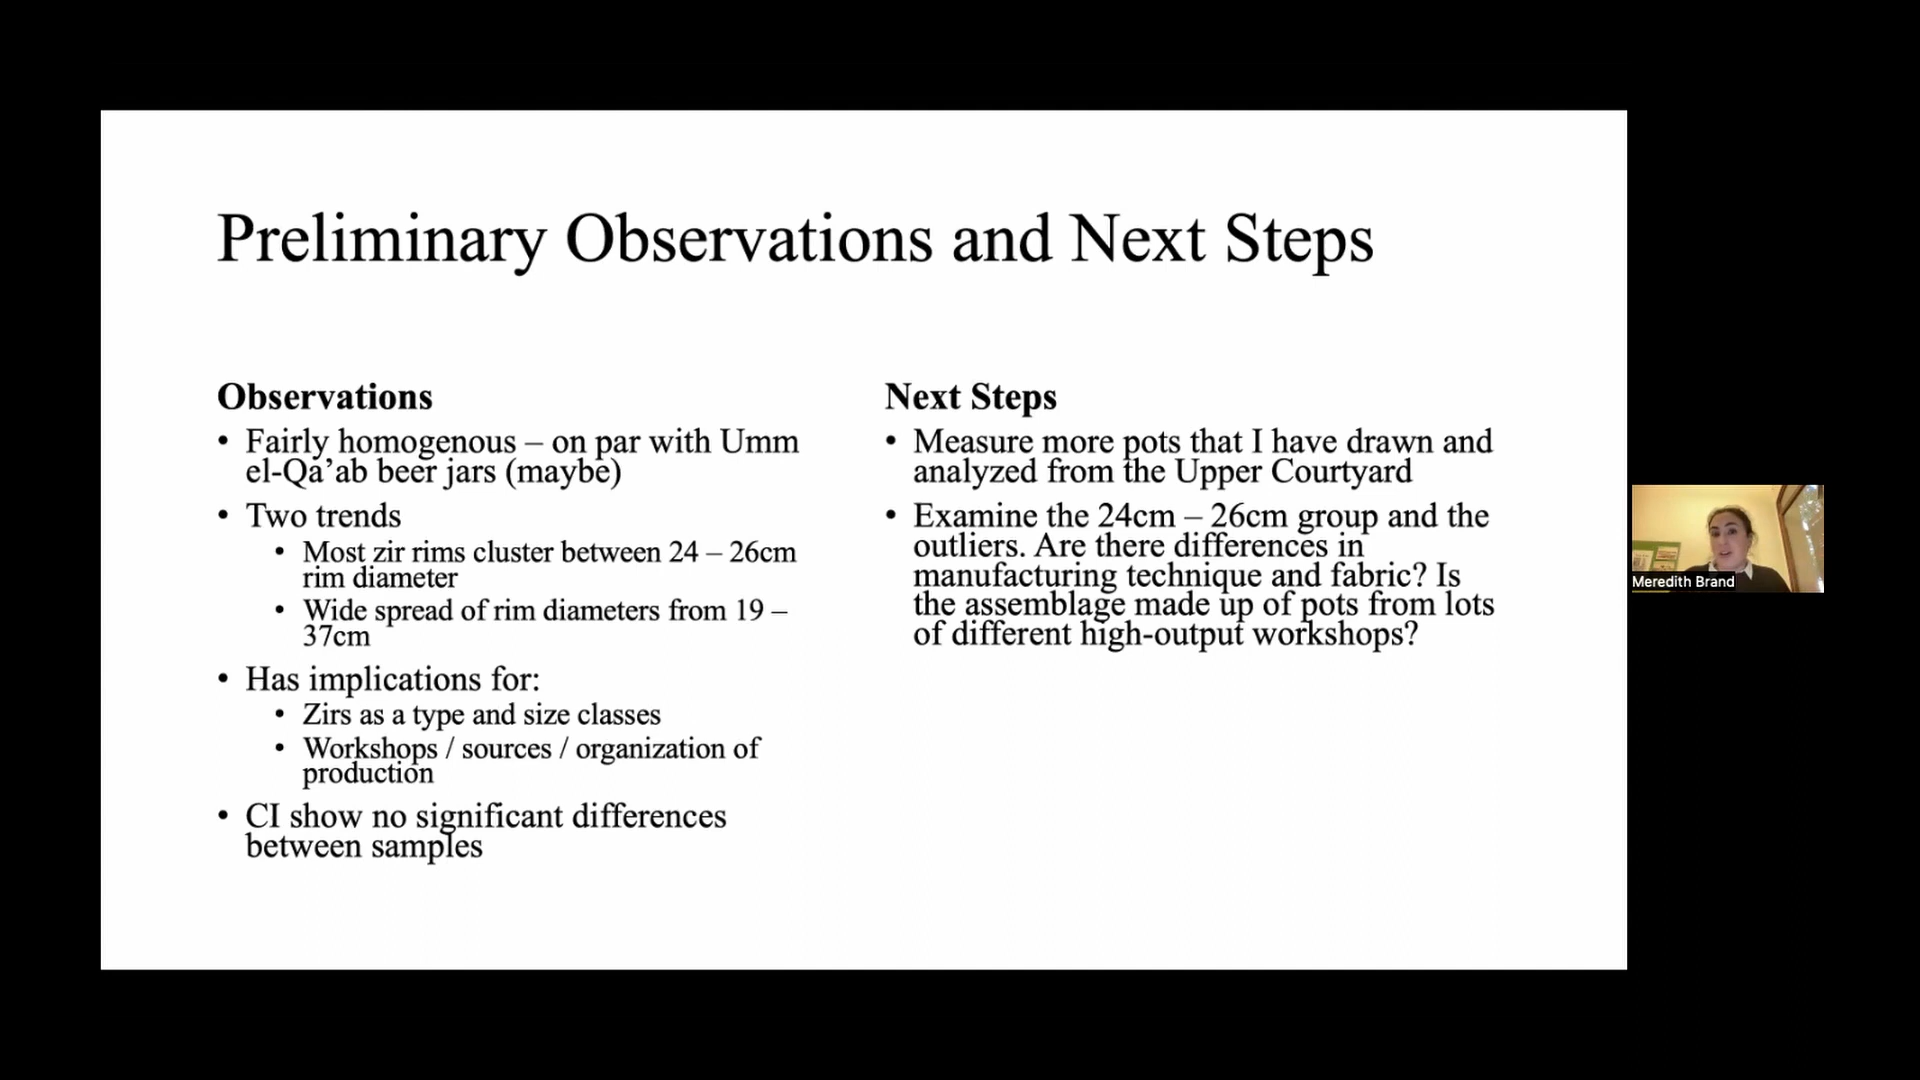 Preliminary Observations and Next Steps
Observations
• Fairly homogenous – on par with Umm
el-Qa’ab beer jars (maybe)
• Two trends
• Most zir rims cluster between 24 – 26cm
rim diameter
• Wide spread of rim diameters from 19 –
37cm
• Has implications for:
• Zirs as a type and size classes
• Workshops / sources / organization of
production
• CI show no significant differences
between samples
Next Steps
• Measure more pots that I have drawn and
analyzed from the Upper Courtyard
• Examine the 24cm – 26cm group and the
outliers. Are there differences in
manufacturing technique and fabric? Is
the assemblage made up of pots from lots
of different high-output workshops?
Meredith Brand